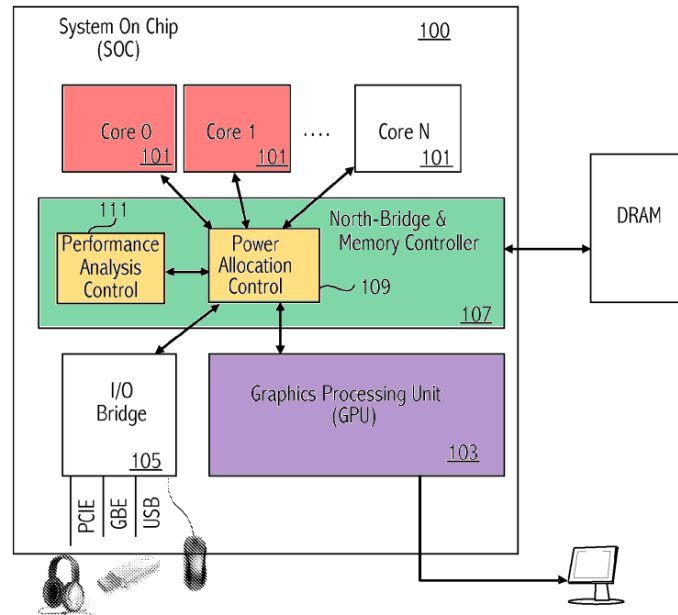 System On Chip
(SOC)
100
Core 0
101
Core 1
101
....
Core N
101
111
Performance
Analysis
Control
Power
Allocation
Control
North-Bridge &
Memory Controller
109
107
DRAM
I/O
Bridge
105
Graphics Processing Unit
(GPU)
103
PCIE
GBE
USB